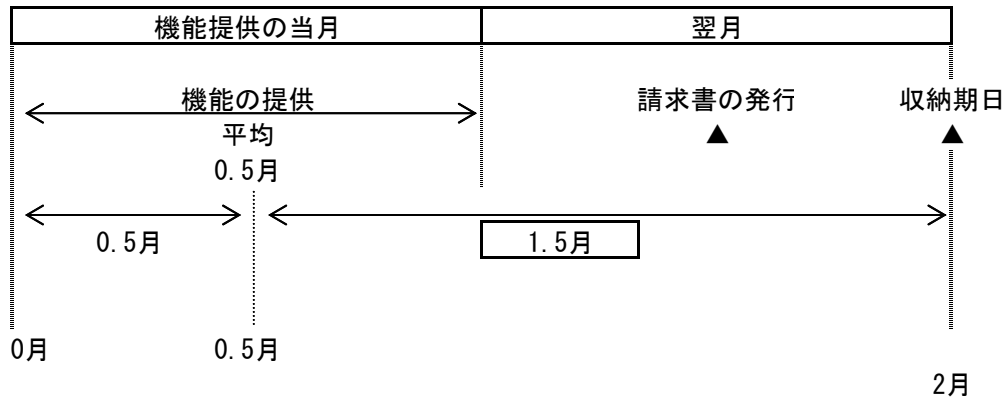 機能提供の当月 翌月
機能の提供 請求書の発行 収納期日
平均 ▲ ▲
0.5月
0.5月 1.5月
0月 0.5月
2月